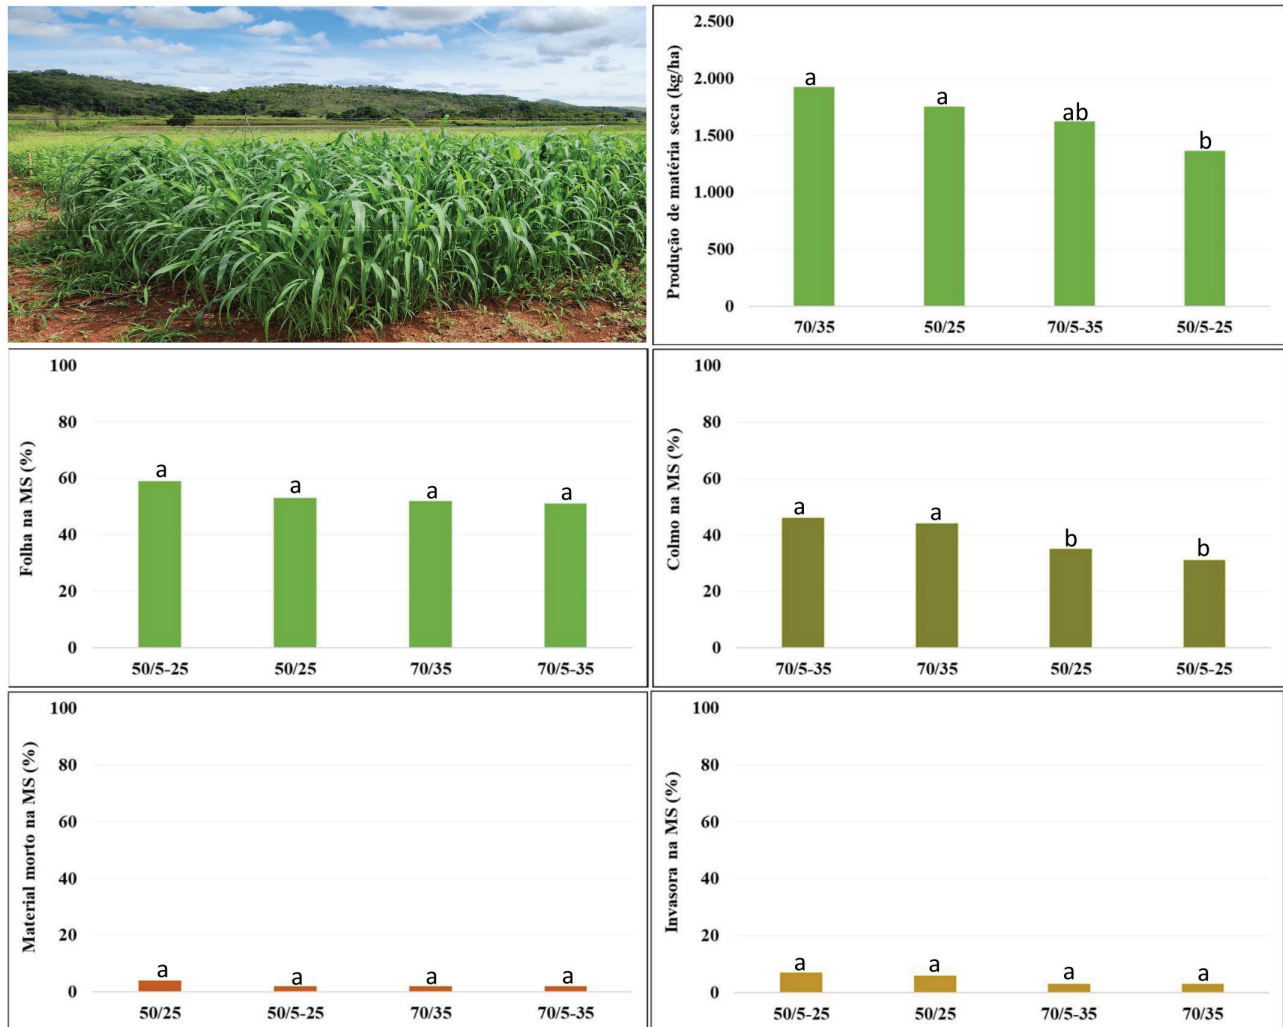 Produção de matéria seca (kg/ha)
2.500
2.000
1.500
1.000
500
0
a
a
ab
b
70/35 50/25 70/5-35 50/5-25
Folha na MS (%)
100
80
60
40
20
0
a
a
a
a
50/5-25 50/25 70/35 70/5-35
Colmo na MS (%)
100
80
60
40
20
0
a
a
b
b
70/5-35 70/35 50/25 50/5-25
Material morto na MS (%)
100
80
60
40
20
0
a
a
a
a
50/25 50/5-25 70/35 70/5-35
Invasora na MS (%)
100
80
60
40
20
0
a
a
a
a
50/5-25 50/25 70/5-35 70/35